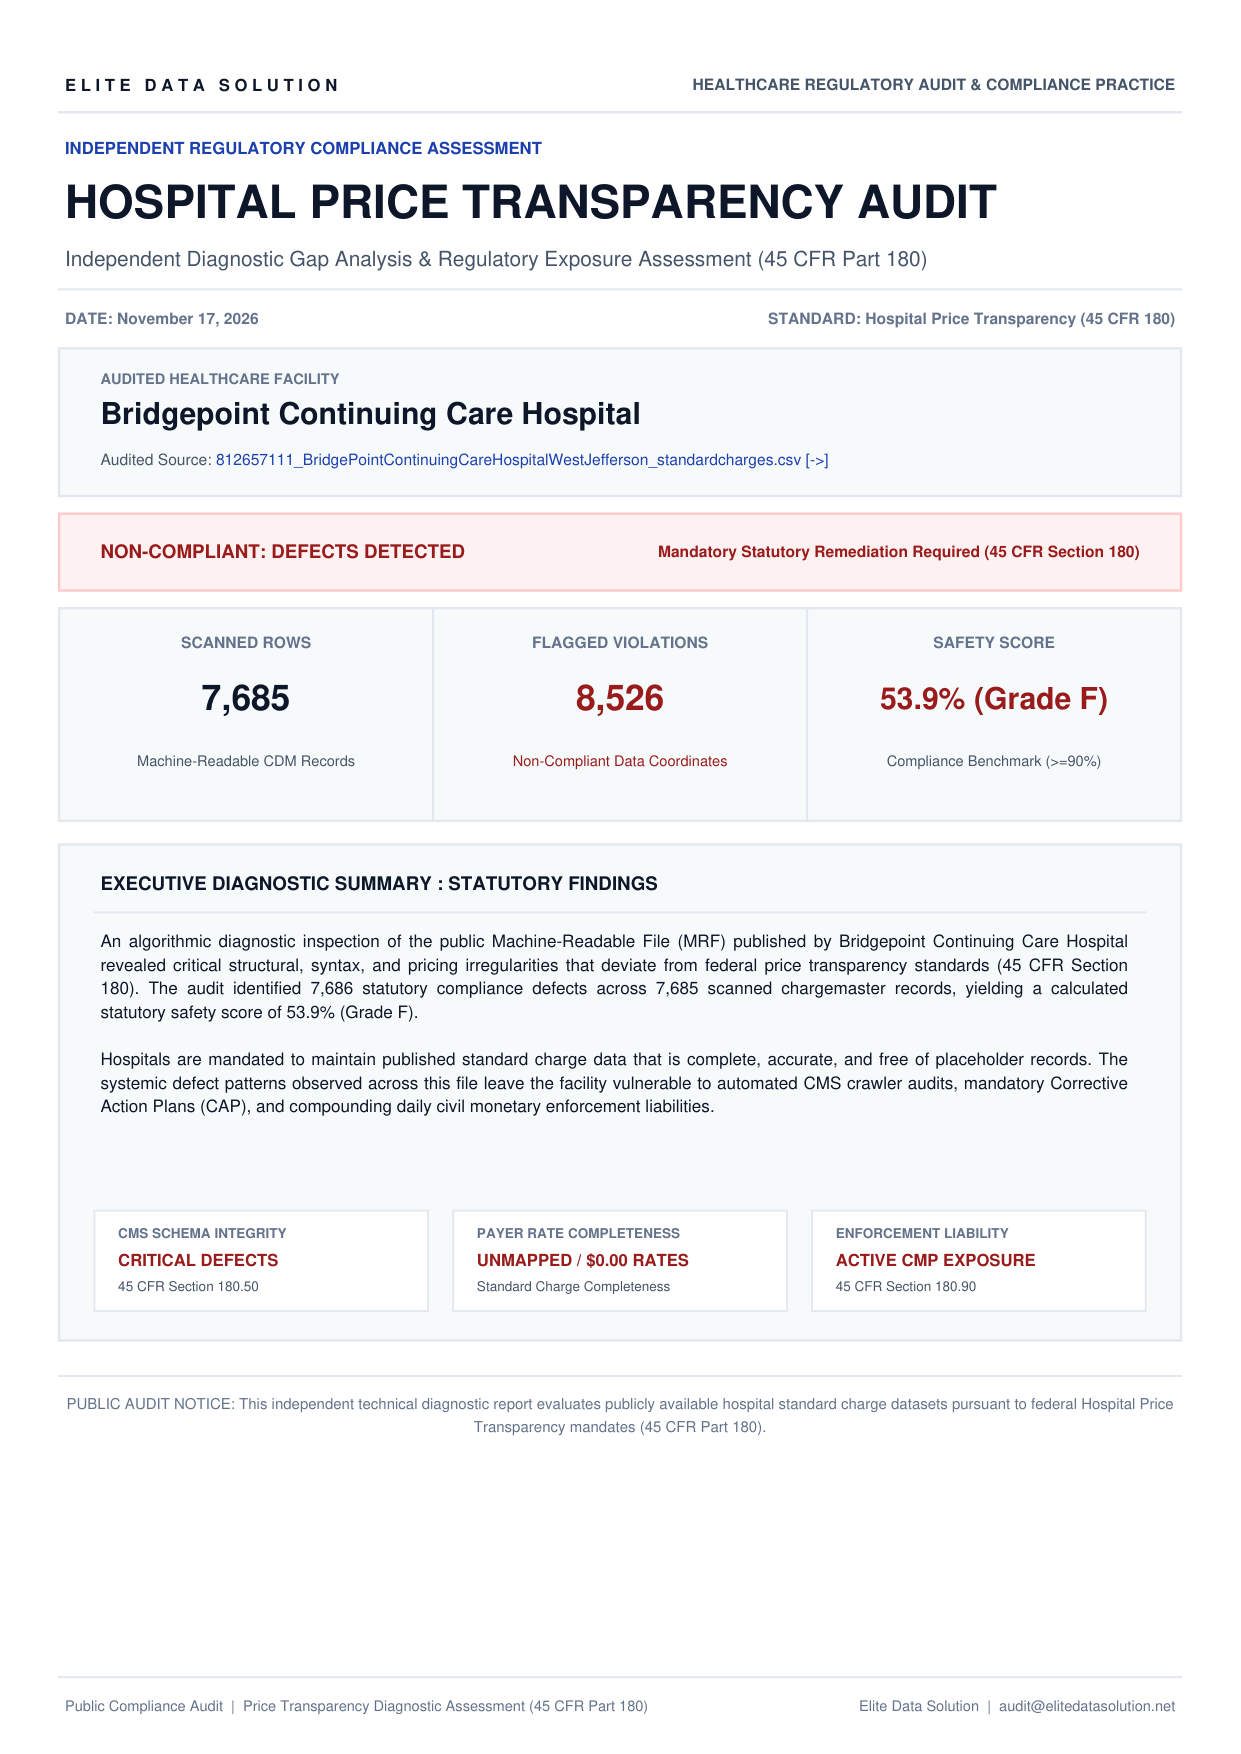 ELITE DATA SOLUTION
HEALTHCARE REGULATORY AUDIT & COMPLIANCE PRACTICE
INDEPENDENT REGULATORY COMPLIANCE ASSESSMENT
HOSPITAL PRICE TRANSPARENCY AUDIT
Independent Diagnostic Gap Analysis & Regulatory Exposure Assessment (45 CFR Part 180)
DATE: November 17, 2026
STANDARD: Hospital Price Transparency (45 CFR 180)
AUDITED HEALTHCARE FACILITY
Bridgepoint Continuing Care Hospital
Audited Source: 812657111_BridgePointContinuingCareHospitalWestJefferson_standardcharges.csv [->]
NON-COMPLIANT: DEFECTS DETECTED
Mandatory Statutory Remediation Required (45 CFR Section 180)
SCANNED ROWS
7,685
Machine-Readable CDM Records
FLAGGED VIOLATIONS
8,526
Non-Compliant Data Coordinates
SAFETY SCORE
53.9% (Grade F)
Compliance Benchmark (>=90%)
EXECUTIVE DIAGNOSTIC SUMMARY : STATUTORY FINDINGS
An algorithmic diagnostic inspection of the public Machine-Readable File (MRF) published by Bridgepoint Continuing Care Hospital
revealed critical structural, syntax, and pricing irregularities that deviate from federal price transparency standards (45 CFR Section
180). The audit identified 7,686 statutory compliance defects across 7,685 scanned chargemaster records, yielding a calculated
statutory safety score of 53.9% (Grade F).
Hospitals are mandated to maintain published standard charge data that is complete, accurate, and free of placeholder records. The
systemic defect patterns observed across this file leave the facility vulnerable to automated CMS crawler audits, mandatory Corrective
Action Plans (CAP), and compounding daily civil monetary enforcement liabilities.
CMS SCHEMA INTEGRITY
CRITICAL DEFECTS
45 CFR Section 180.50
PAYER RATE COMPLETENESS
UNMAPPED / $0.00 RATES
Standard Charge Completeness
ENFORCEMENT LIABILITY
ACTIVE CMP EXPOSURE
45 CFR Section 180.90
PUBLIC AUDIT NOTICE: This independent technical diagnostic report evaluates publicly available hospital standard charge datasets pursuant to federal Hospital Price
Transparency mandates (45 CFR Part 180).
Public Compliance Audit | Price Transparency Diagnostic Assessment (45 CFR Part 180)
Elite Data Solution | audit@elitedatasolution.net